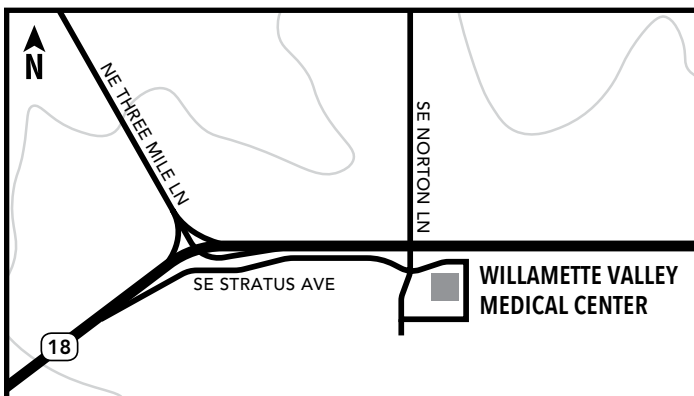 N
NE THREE MILE LN
SE NORTON LN
SE STRATUS AVE
WILLAMETTE VALLEY
MEDICAL CENTER
18